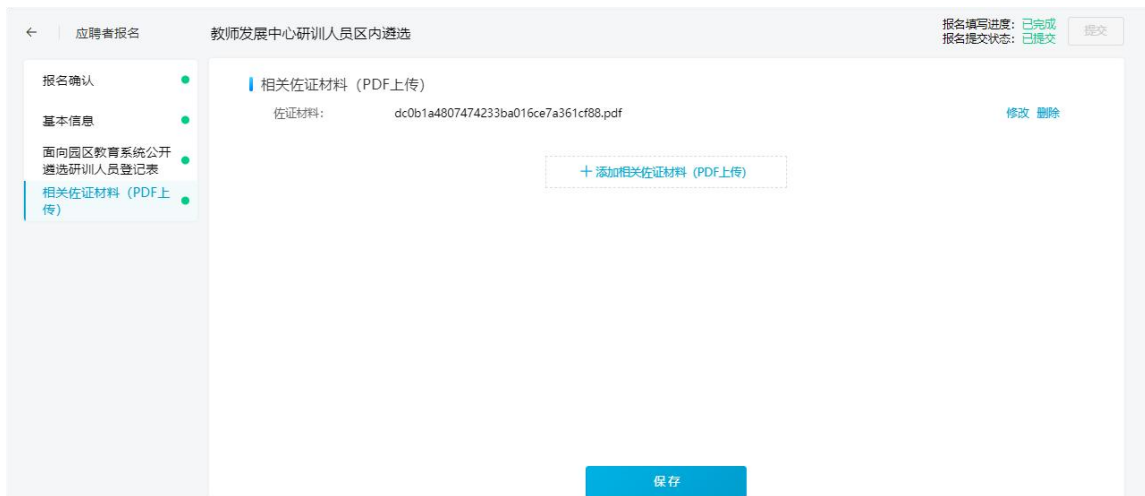 ← 应聘者报名
教师发展中心研训人员区内遴选
报名填写进度：已完成
报名提交状态：已提交
提交
报名确认
基本信息
面向园区教育系统公开
遴选研训人员登记表
相关佐证材料（PDF上
传）
相关佐证材料（PDF上传）
佐证材料： dc0b1a4807474233ba016ce7a361cf88.pdf 修改 删除
＋添加相关佐证材料（PDF上传)
保存